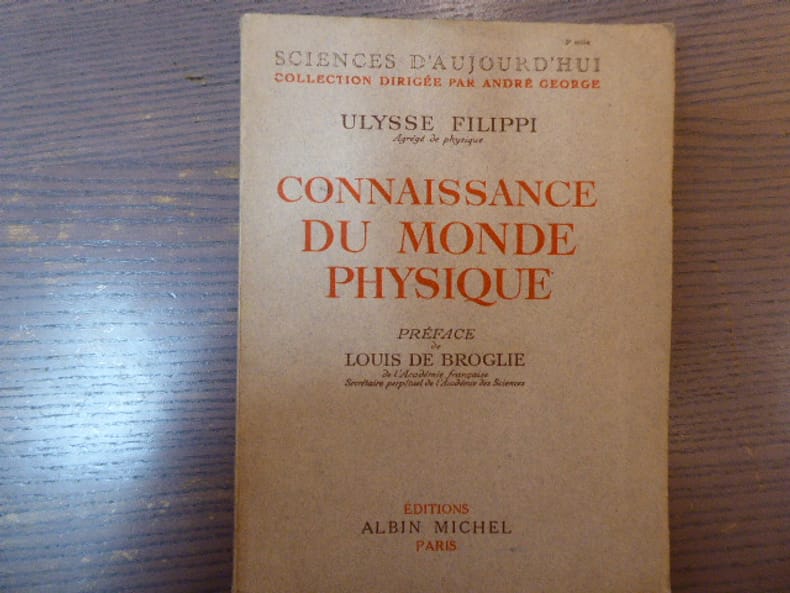 SCIENCES D'AUJOURD'HUI
COLLECTION DIRIGÉE PAR ANDRÉ GEORGE
ULYSSE FILIPPI
Agrégé de physique
CONNAISSANCE
DU MONDE
PHYSIQUE
PRÉFACE
de
LOUIS DE BROGLIE
de l'Académie française
Secrétaire perpétuel de l'Académie des Sciences
ÉDITIONS
ALBIN MICHEL
PARIS